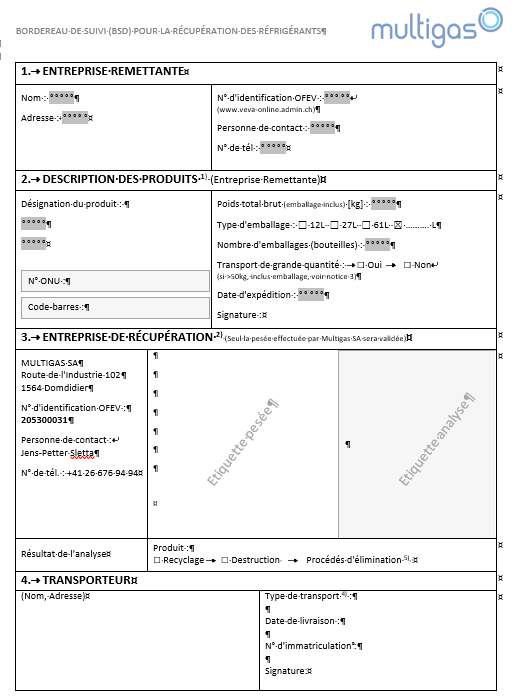 BORDEREAU DE SUIVI (BSD) POUR LA RÉCUPÉRATION DES RÉFRIGÉRANTS¶
multigas
1.→ ENTREPRISE REMETTANTE¤
Nom : °°°°°¶
Adresse : °°°°°¤
N° d'identification OFEV : °°°°°↵
(www.veva-online.admin.ch)¶
Personne de contact : °°°°°¶
N° de tél : °°°°°¤
2.→ DESCRIPTION DES PRODUITS 1) (Entreprise Remettante)¤
Désignation du produit : ¶
°°°°°¶
°°°°°¤
N° ONU : ¶
Code-barres : ¶
Poids total brut (emballage inclus) [kg] : °°°°°¶
Type d'emballage : ☐ 12L ☐ 27L ☐ 61L ☒ .......... L¶
Nombre d'emballages (bouteilles) : °°°°°¶
Transport de grande quantité : → ☐ Oui → ☐ Non↵
(si >50kg, inclus emballage, voir notice 3)¶
Date d'expédition : °°°°°¶
Signature : ¤
3.→ ENTREPRISE DE RÉCUPÉRATION 2) (Seul la pesée effectuée par Multigas SA sera validée)¤
MULTIGAS SA¶
Route de l'Industrie 102¶
1564 Domdidier¶
N° d'identification OFEV : ¶
205300031¶
Personne de contact : ↵
Jens-Petter Sletta¶
N° de tél. : +41 26 676 94 94¤
Etiquette pesée¶
Etiquette analyse¶
Résultat de l'analyse¤
Produit : ¶
☐ Recyclage → ☐ Destruction → Procédés d'élimination 5) : ¤
4.→ TRANSPORTEUR¤
(Nom, Adresse)¤
Type de transport 4) : ¶
¶
Date de livraison : ¶
¶
N° d'immatriculation° : ¶
¶
Signature: ¤